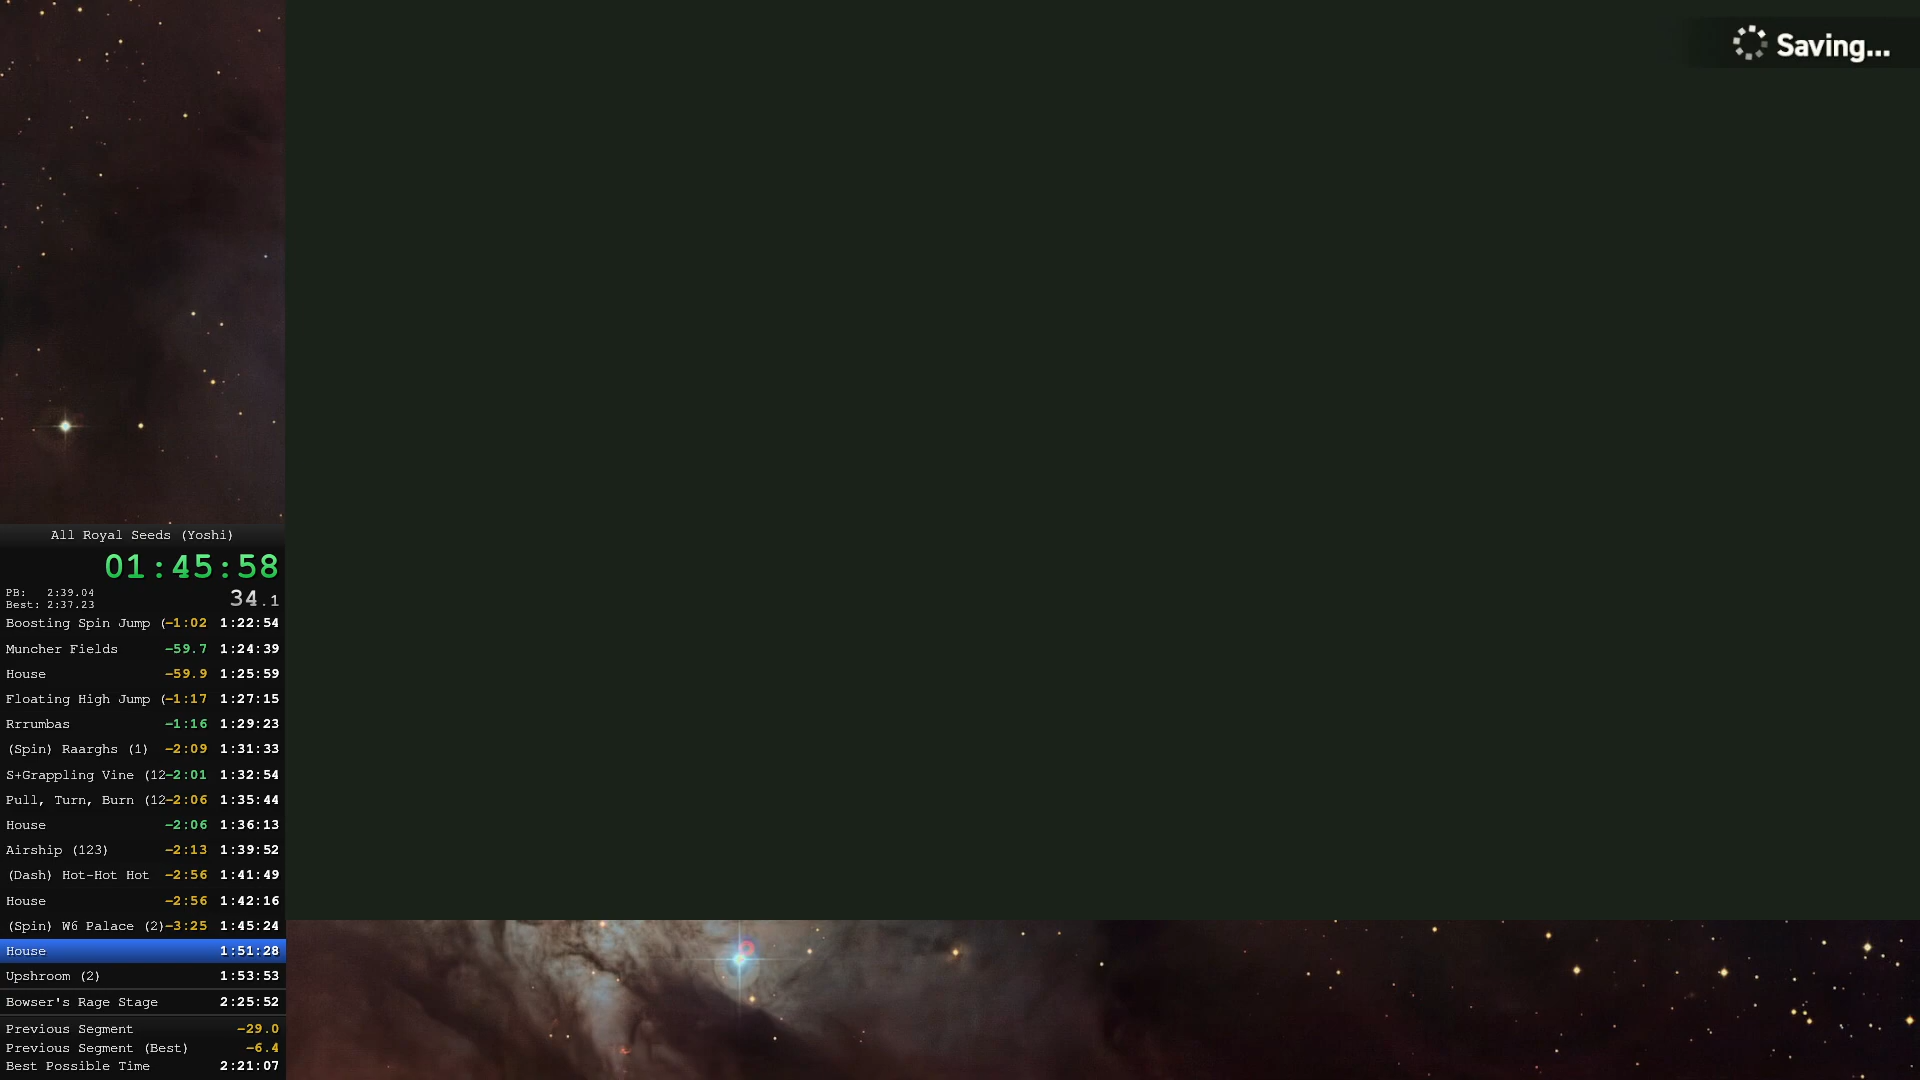 Saving...
All Royal Seeds (Yoshi)
01:45:58
PB: 2:39.04
Best: 2:37.23
34.1
Boosting Spin Jump (-1:02 1:22:54
Muncher Fields -59.7 1:24:39
House -59.9 1:25:59
Floating High Jump (-1:17 1:27:15
Rrrumbas -1:16 1:29:23
(Spin) Raarghs (1) -2:09 1:31:33
S+Grappling Vine (12-2:01 1:32:54
Pull, Turn, Burn (12-2:06 1:35:44
House -2:06 1:36:13
Airship (123) -2:13 1:39:52
(Dash) Hot-Hot Hot -2:56 1:41:49
House -2:56 1:42:16
(Spin) W6 Palace (2)-3:25 1:45:24
House 1:51:28
Upshroom (2) 1:53:53
Bowser's Rage Stage 2:25:52
Previous Segment -29.0
Previous Segment (Best) -6.4
Best Possible Time 2:21:07